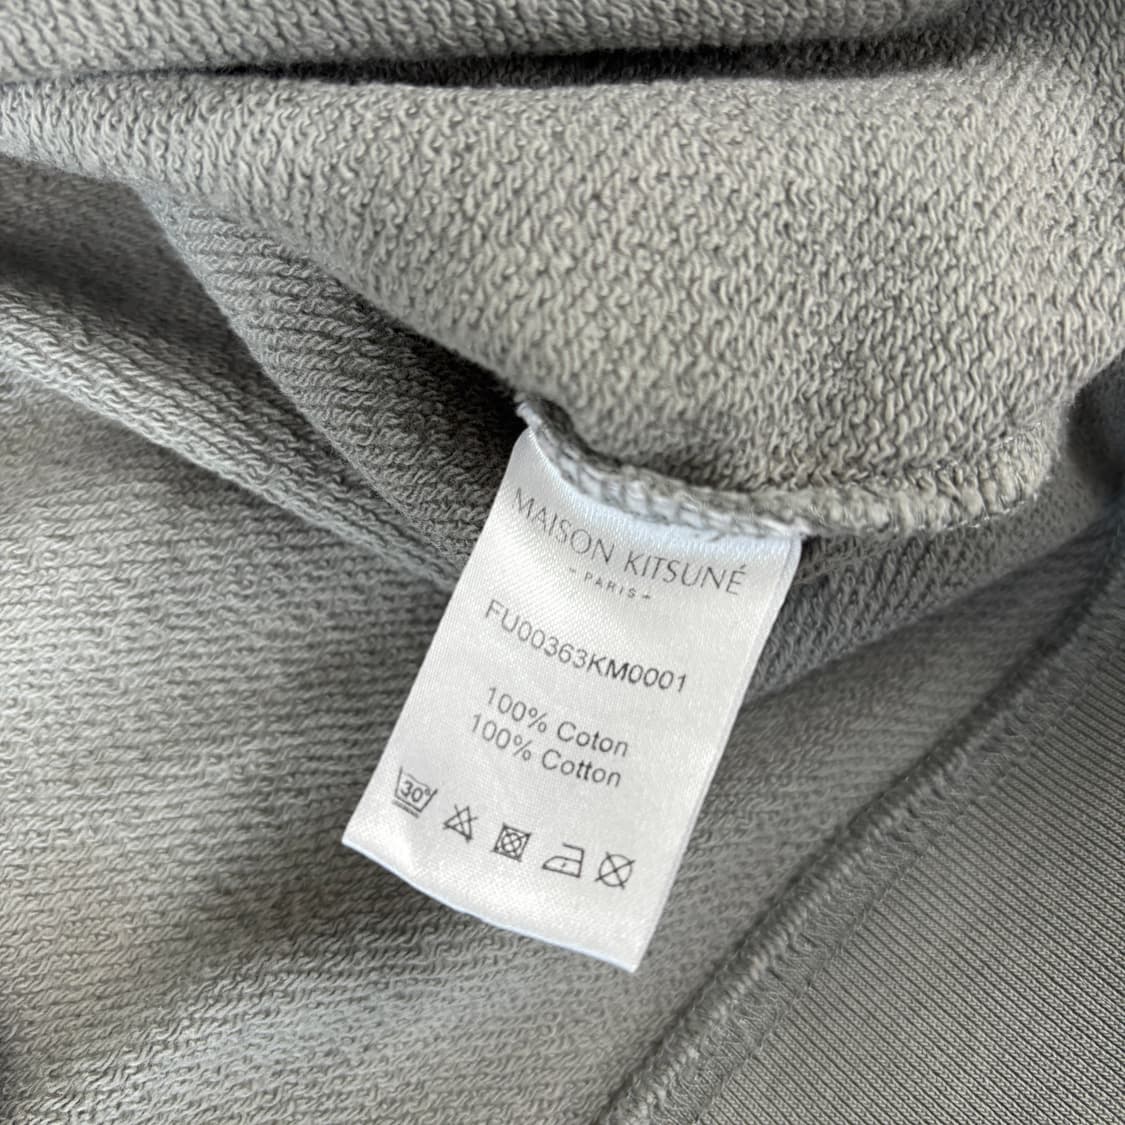 MAISON KITSUNÉ
- PARIS -
FU00363KM0001
100% Coton
100% Cotton
30°